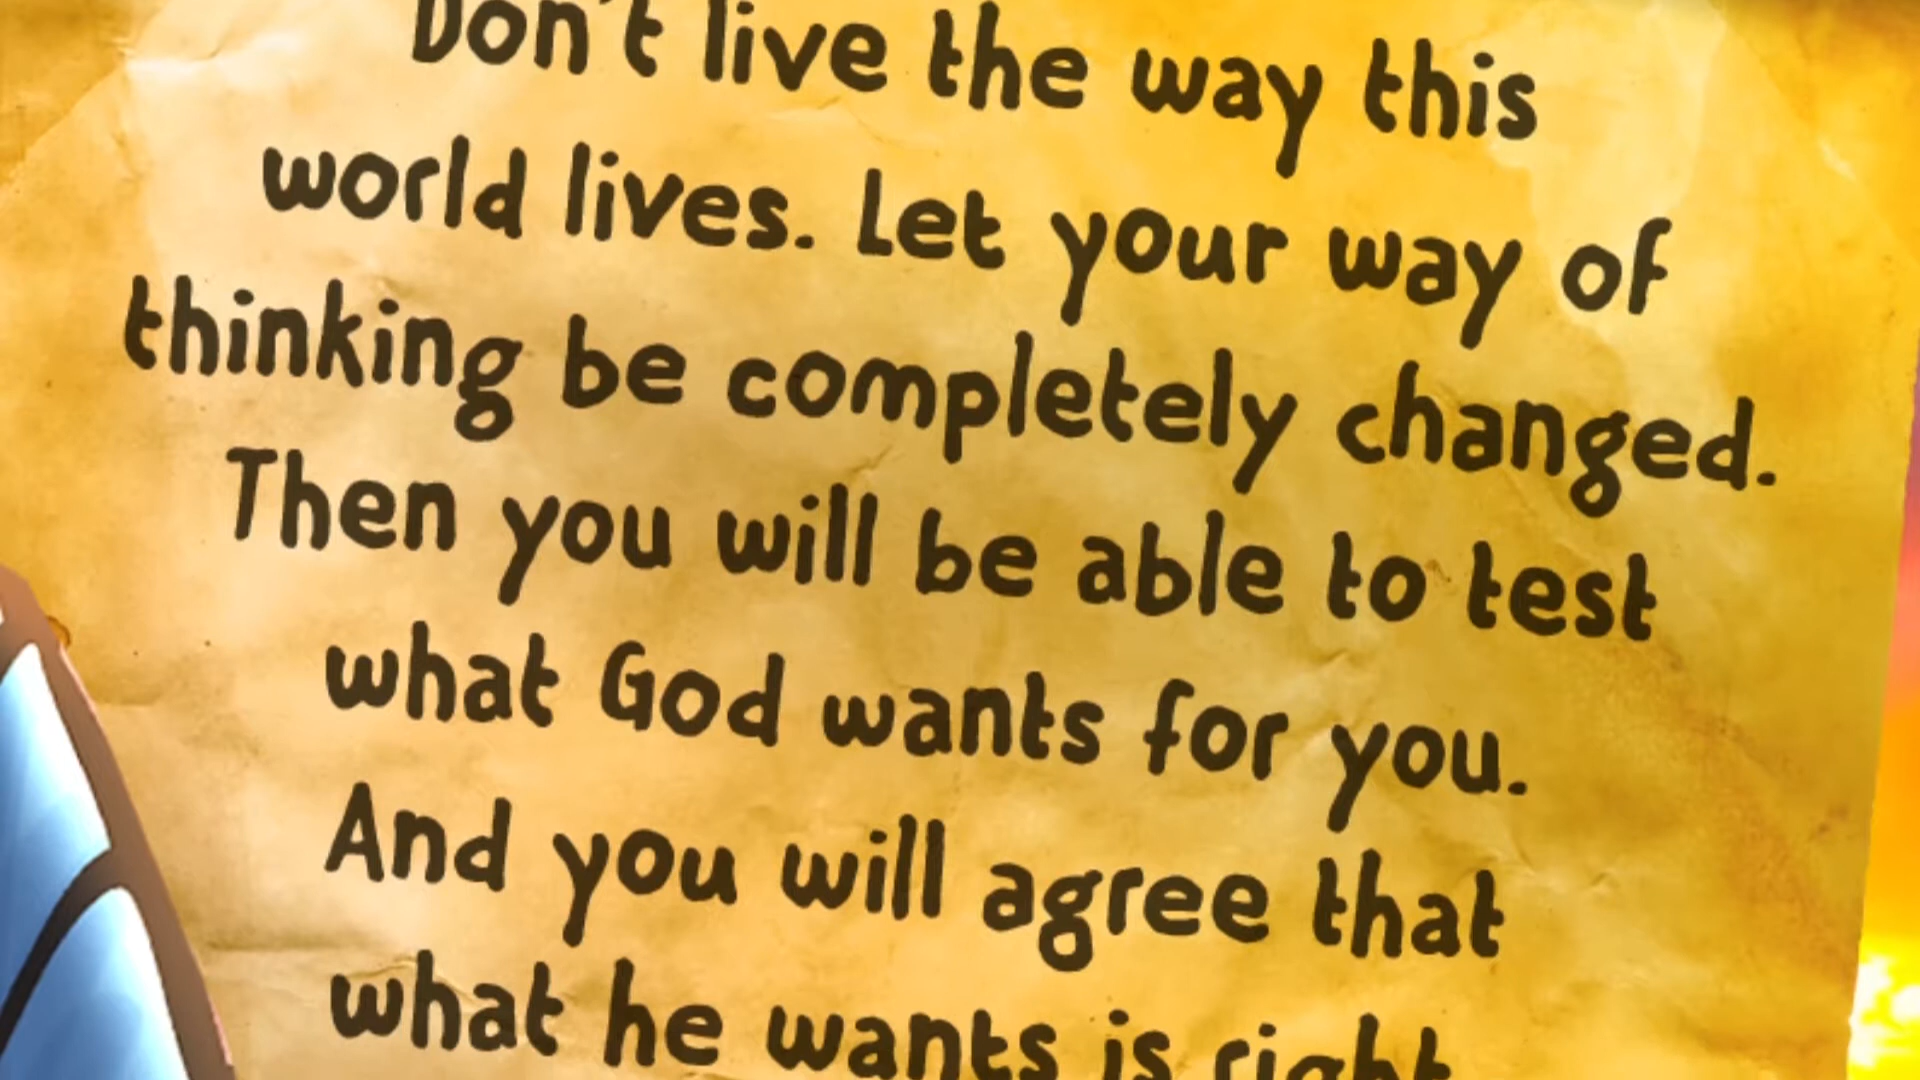 Don't live the way this
world lives. Let your way of
thinking be completely changed.
Then you will be able to test
what God wants for you.
And you will agree that
what he wants is right